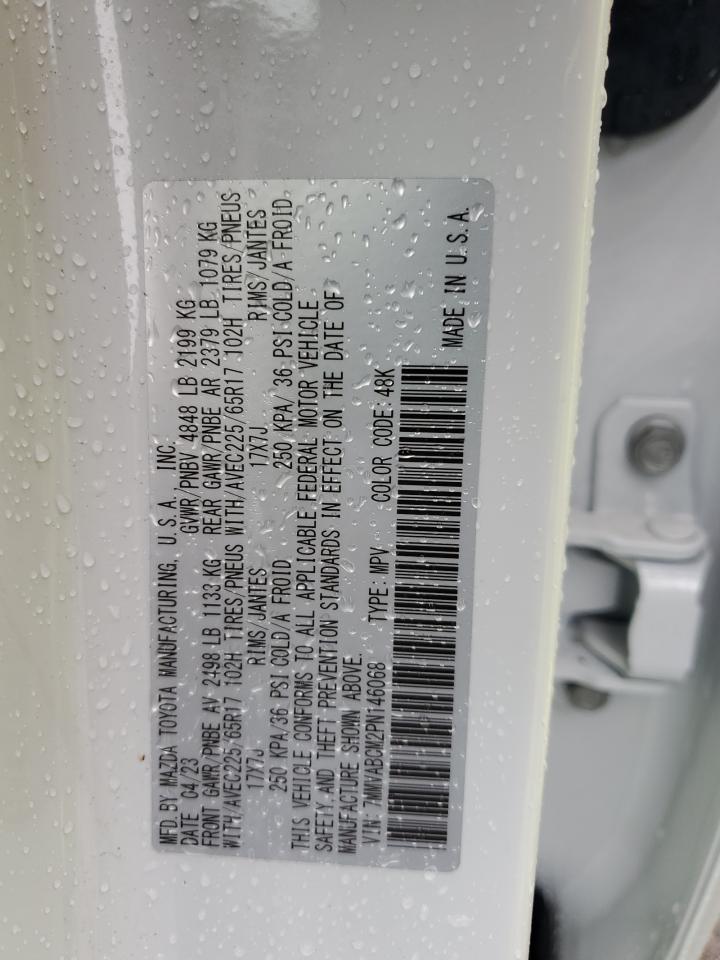 MFD. BY MAZDA TOYOTA MANUFACTURING, U.S.A. INC.
DATE 04/23 GVWR/PNBV 4848 LB 2199 KG
FRONT GAWR/PNBE AV 2498 LB 1133 KG REAR GAWR/PNBE AR 2379 LB 1079 KG
WITH/AVEC225/65R17 102H TIRES/PNEUS WITH/AVEC225/65R17 102H TIRES/PNEUS
17X7J RIMS/JANTES 17X7J RIMS/JANTES
250 KPA/36 PSI COLD/A FROID 250 KPA/ 36 PSI COLD/A FROID
THIS VEHICLE CONFORMS TO ALL APPLICABLE FEDERAL MOTOR VEHICLE
SAFETY AND THEFT PREVENTION STANDARDS IN EFFECT ON THE DATE OF
MANUFACTURE SHOWN ABOVE.
VIN: 7MMVABCM2PN146068 TYPE: MPV COLOR CODE: 48K
MADE IN U.S.A.